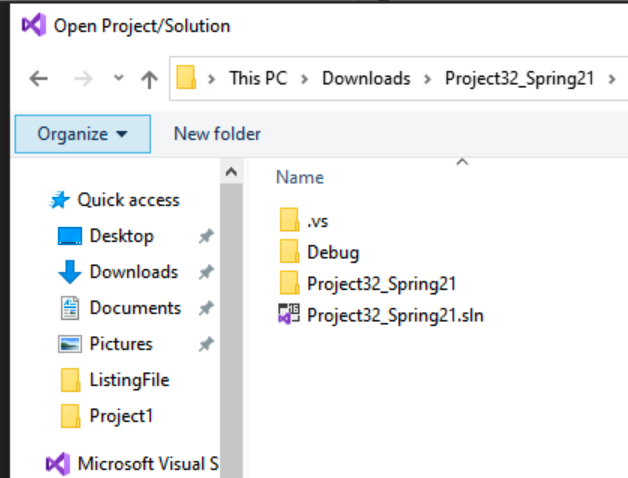 Open Project/Solution
This PC > Downloads > Project32_Spring21 >
Organize New folder
Name
Quick access
Desktop
Downloads
Documents
Pictures
ListingFile
Project1
Microsoft Visual S
.vs
Debug
Project32_Spring21
Project32_Spring21.sln